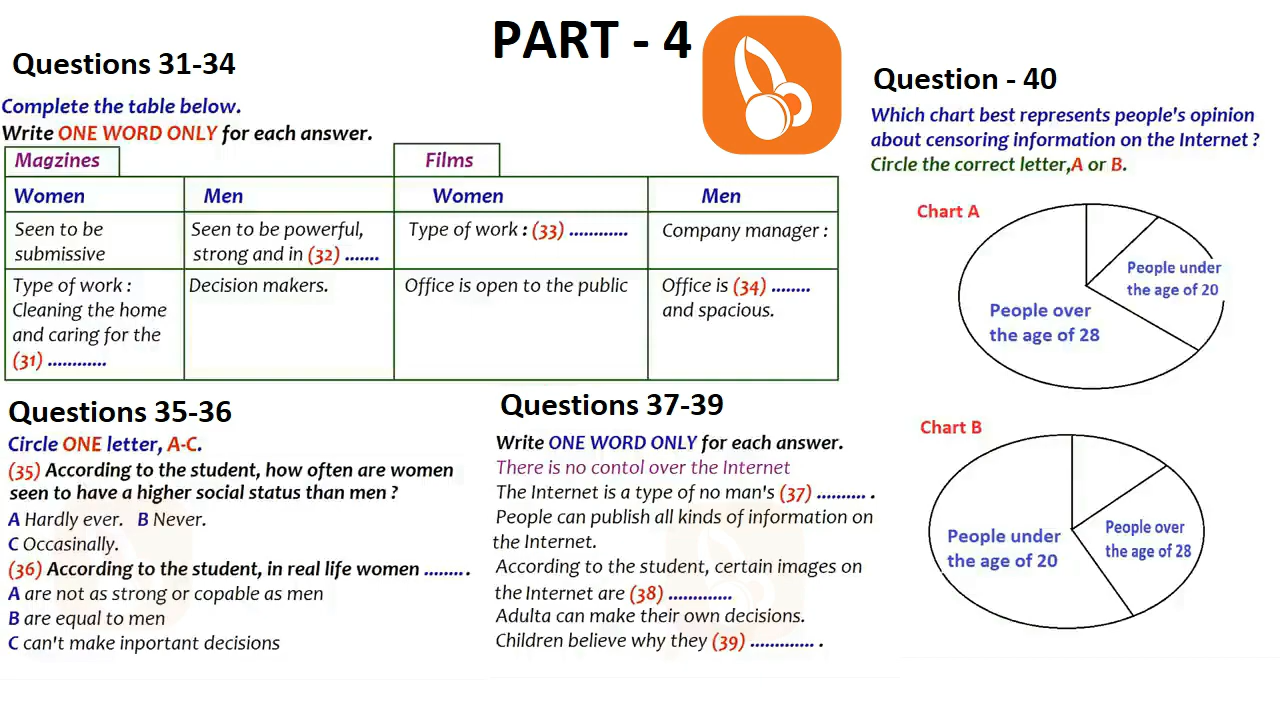 PART - 4
Questions 31-34
Complete the table below.
Write ONE WORD ONLY for each answer.
Magzines
Films
Women
Men
Women
Men
Seen to be
submissive
Seen to be powerful,
strong and in (32) .......
Type of work : (33) ............
Company manager :
Type of work :
Cleaning the home
and caring for the
(31) ............
Decision makers.
Office is open to the public
Office is (34) ........
and spacious.
Questions 35-36
Circle ONE letter, A-C.
(35) According to the student, how often are women
seen to have a higher social status than men ?
A Hardly ever. B Never.
C Occasinally.
(36) According to the student, in real life women ........ .
A are not as strong or copable as men
B are equal to men
C can't make inportant decisions
Questions 37-39
Write ONE WORD ONLY for each answer.
There is no contol over the Internet
The Internet is a type of no man's (37) .......... .
People can publish all kinds of information on
the Internet.
According to the student, certain images on
the Internet are (38) .............
Adulta can make their own decisions.
Children believe why they (39) ............. .
Question - 40
Which chart best represents people's opinion
about censoring information on the Internet ?
Circle the correct letter,A or B.
Chart A
People under
the age of 20
People over
the age of 28
Chart B
People under
the age of 20
People over
the age of 28